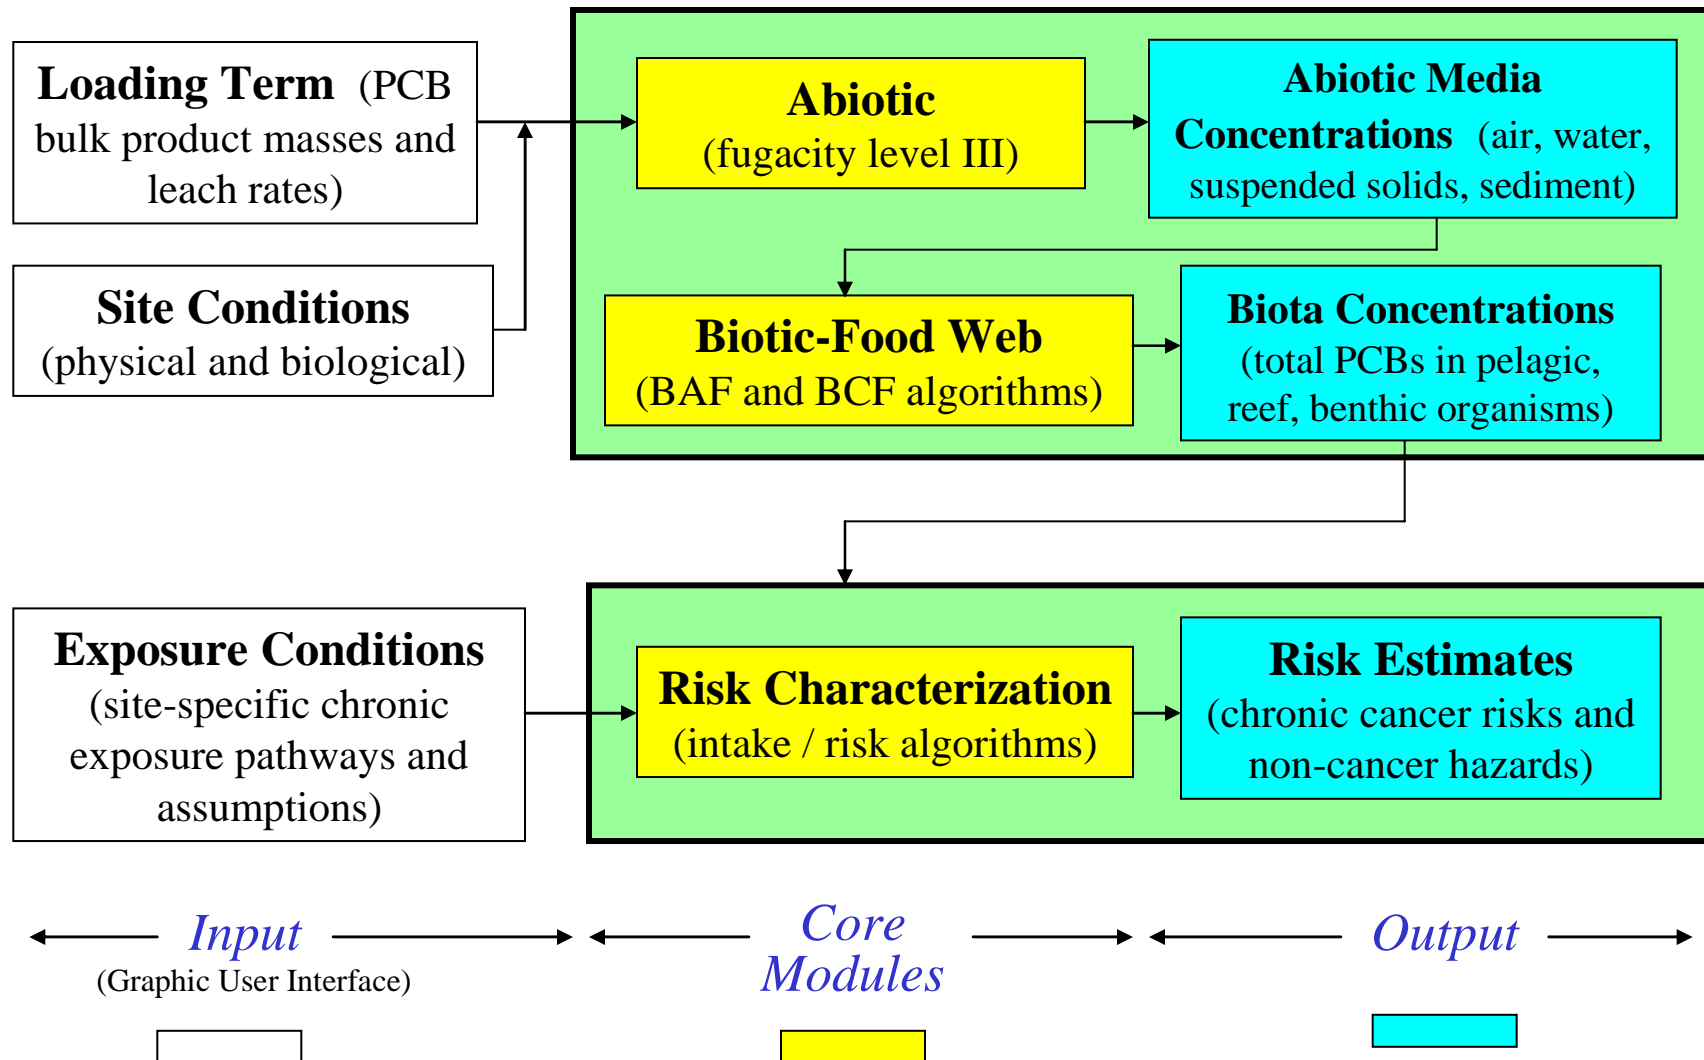 Loading Term (PCB
bulk product masses and
leach rates)
Abiotic
(fugacity level III)
Abiotic Media
Concentrations (air, water,
suspended solids, sediment)
Site Conditions
(physical and biological)
Biotic-Food Web
(BAF and BCF algorithms)
Biota Concentrations
(total PCBs in pelagic,
reef, benthic organisms)
Exposure Conditions
(site-specific chronic
exposure pathways and
assumptions)
Risk Characterization
(intake / risk algorithms)
Risk Estimates
(chronic cancer risks and
non-cancer hazards)
Input
(Graphic User Interface)
Core
Modules
Output